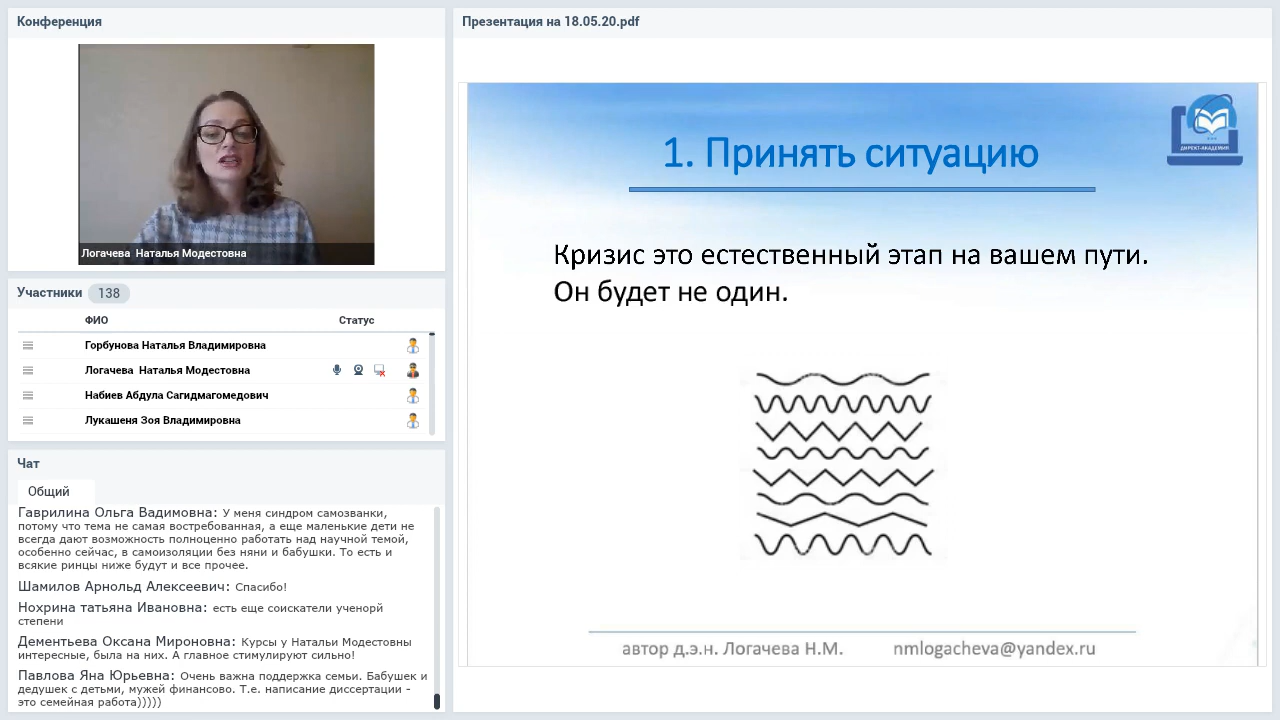 Конференция
Логачева  Наталья Модестовна
Участники 138
ФИО Статус
Горбунова Наталья Владимировна
Логачева  Наталья Модестовна
Набиев Абдула Сагидмагомедович
Лукашеня Зоя Владимировна
Чат
Общий
Гаврилина Ольга Вадимовна: У меня синдром самозванки,
потому что тема не самая востребованная, а еще маленькие дети не
всегда дают возможность полноценно работать над научной темой,
особенно сейчас, в самоизоляции без няни и бабушки. То есть и
всякие ринцы ниже будут и все прочее.
Шамилов Арнольд Алексеевич: Спасибо!
Нохрина татьяна Ивановна: есть еще соискатели ученорй
степени
Дементьева Оксана Мироновна: Курсы у Натальи Модестовны
интересные, была на них. А главное стимулируют сильно!
Павлова Яна Юрьевна: Очень важна поддержка семьи. Бабушек и
дедушек с детьми, мужей финансово. Т.е. написание диссертации -
это семейная работа)))))
Презентация на 18.05.20.pdf
ДИРЕКТ-АКАДЕМИЯ
1. Принять ситуацию
Кризис это естественный этап на вашем пути.
Он будет не один.
автор д.э.н. Логачева Н.М. nmlogacheva@yandex.ru